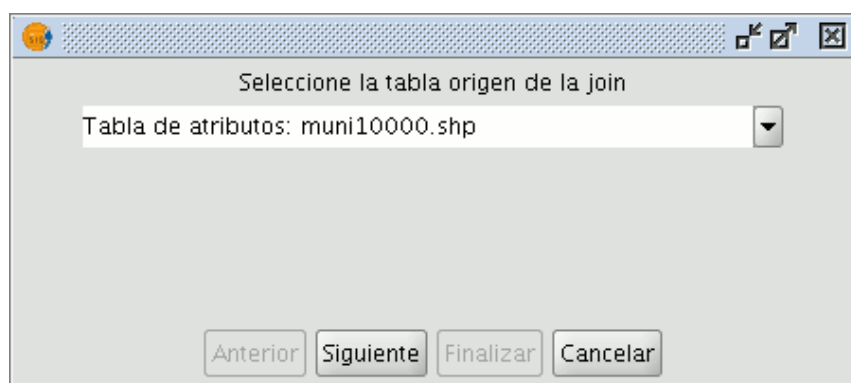 Seleccione la tabla origen de la join
Tabla de atributos: muni10000.shp
Anterior Siguiente Finalizar Cancelar